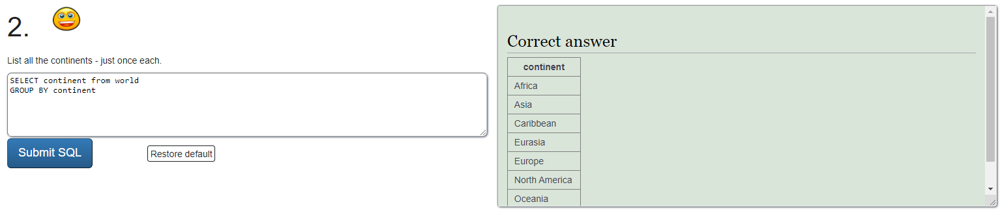 2.
List all the continents - just once each.
SELECT continent from world
GROUP BY continent
Submit SQL
Restore default
Correct answer
continent
Africa
Asia
Caribbean
Eurasia
Europe
North America
Oceania